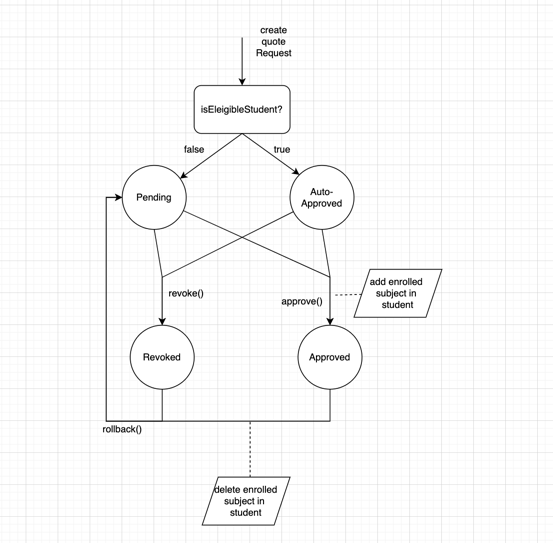 create
quote
Request
isEleigibleStudent?
false
true
Pending
Auto-
Approved
add enrolled
subject in
student
revoke()
approve()
Revoked
Approved
rollback()
delete enrolled
subject in
student